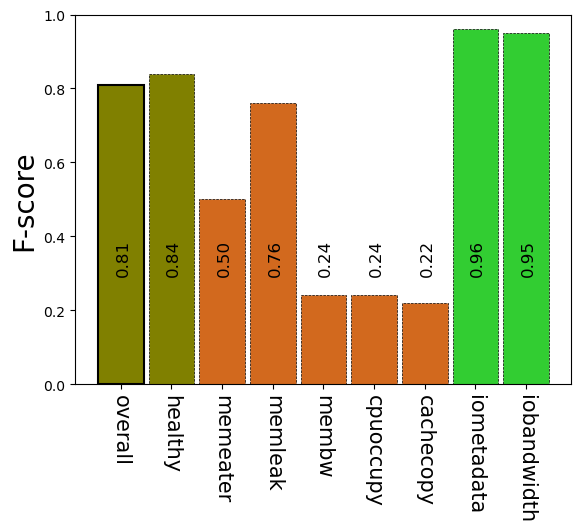 F-score
1.0
0.8
0.6
0.4
0.2
0.0
0.81
0.84
0.50
0.76
0.24
0.24
0.22
0.96
0.95
overall
healthy
memeater
memleak
membw
cpuoccupy
cachecopy
iometadata
iobandwidth